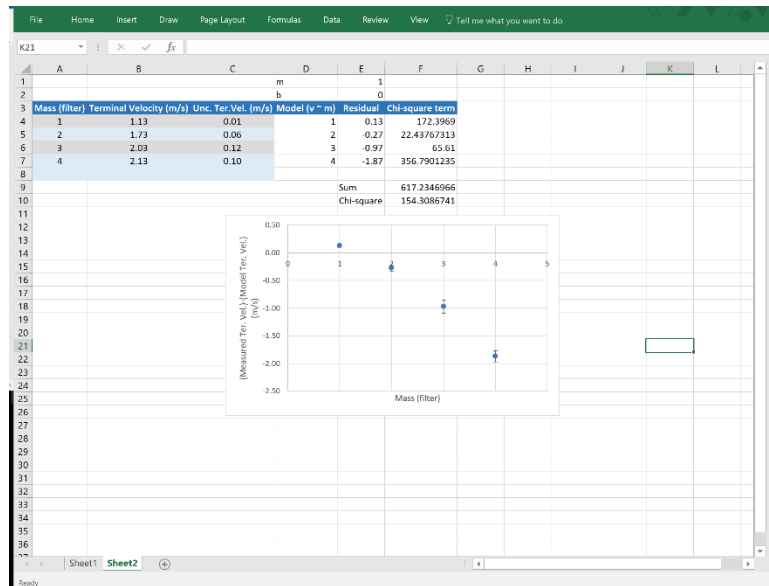 File Home Insert Draw Page Layout Formulas Data Review View Tell me what you want to do
K21 fx
A B C D E F G H I J K L
1 m 1
2 b 0
3 Mass (filter) Terminal Velocity (m/s) Unc. Ter.Vel. (m/s) Model (v ~ m) Residual Chi-square term
4 1 1.13 0.01 1 0.13 172.3969
5 2 1.73 0.06 2 -0.27 22.43767313
6 3 2.03 0.12 3 -0.97 65.61
7 4 2.13 0.10 4 -1.87 356.7901235
8
9 Sum 617.2346966
10 Chi-square 154.3086741
11
12
13
14
15
16
17
18
19
20
21
22
23
24
25
26
27
28
29
30
31
32
33
34
35
36
37
(Measured Ter. Vel.)-(Model Ter. Vel.)
(m/s)
0.50
0.00
-0.50
-1.00
-1.50
-2.00
-2.50
0 1 2 3 4 5
Mass (filter)
Sheet1 Sheet2
Ready